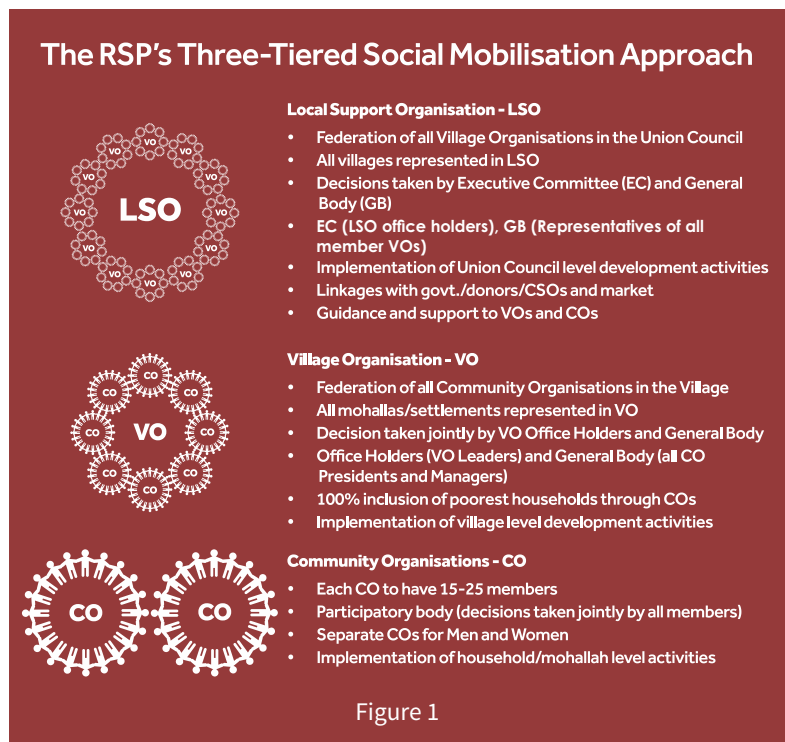 The RSP's Three-Tiered Social Mobilisation Approach
Local Support Organisation - LSO
• Federation of all Village Organisations in the Union Council
• All villages represented in LSO
• Decisions taken by Executive Committee (EC) and General
Body (GB)
• EC (LSO office holders), GB (Representatives of all
member VOs)
• Implementation of Union Council level development activities
• Linkages with govt./donors/CSOs and market
• Guidance and support to VOs and COs
VO
VO
VO
VO
VO
VO
VO
VO
VO
VO
VO
VO
LSO
Village Organisation - VO
• Federation of all Community Organisations in the Village
• All mohallas/settlements represented in VO
• Decision taken jointly by VO Office Holders and General Body
• Office Holders (VO Leaders) and General Body (all CO
Presidents and Managers)
• 100% inclusion of poorest households through COs
• Implementation of village level development activities
CO
CO
CO
CO
VO
CO
CO
CO
CO
Community Organisations - CO
• Each CO to have 15-25 members
• Participatory body (decisions taken jointly by all members)
• Separate COs for Men and Women
• Implementation of household/mohallah level activities
CO
CO
Figure 1